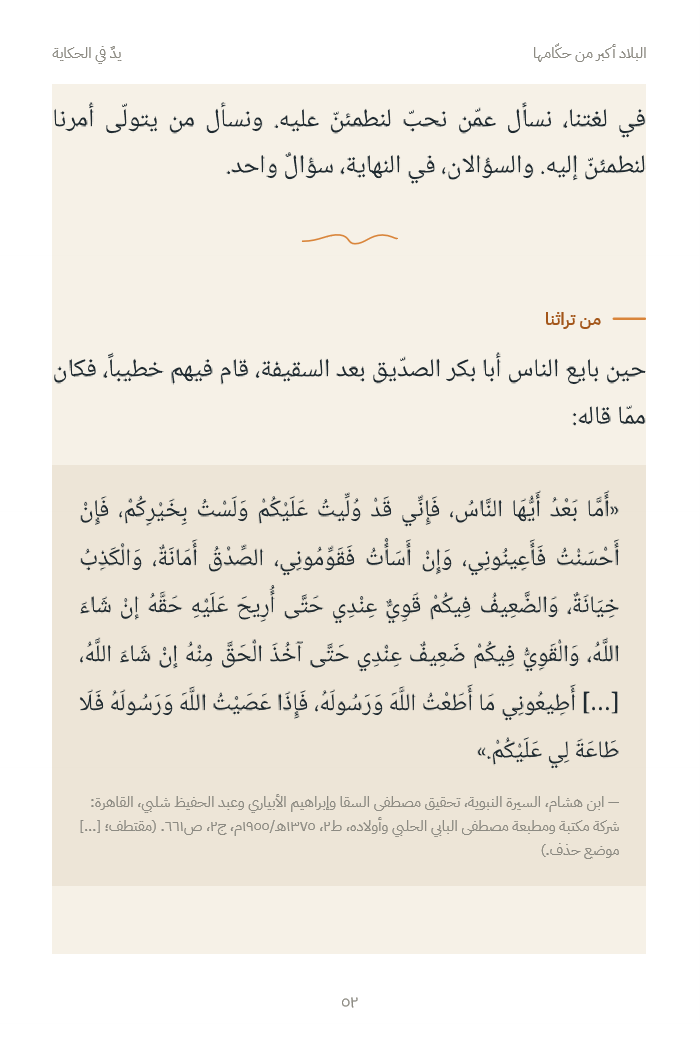 البلاد أكبر من حكّامها
يدٌ في الحكاية
في لغتنا، نسأل عمّن نحبّ لنطمئنّ عليه. ونسأل من يتولّى أمرنا
لنطمئنّ إليه. والسؤالان، في النهاية، سؤالٌ واحد.
من تراثنا
حين بايع الناس أبا بكر الصدّيق بعد السقيفة، قام فيهم خطيباً، فكان
ممّا قاله:
«أَمَّا بَعْدُ أَيُّهَا النَّاسُ، فَإِنِّي قَدْ وُلِّيتُ عَلَيْكُمْ وَلَسْتُ بِخَيْرِكُمْ، فَإِنْ
أَحْسَنْتُ فَأَعِينُونِي، وَإِنْ أَسَأْتُ فَقَوِّمُونِي، الصِّدْقُ أَمَانَةٌ، وَالْكَذِبُ
خِيَانَةٌ، وَالضَّعِيفُ فِيكُمْ قَوِيٌّ عِنْدِي حَتَّى أُرِيحَ عَلَيْهِ حَقَّهُ إنْ شَاءَ
اللَّهُ، وَالْقَوِيُّ فِيكُمْ ضَعِيفٌ عِنْدِي حَتَّى آخُذَ الْحَقَّ مِنْهُ إنْ شَاءَ اللَّهُ،
[...] أَطِيعُونِي مَا أَطَعْتُ اللَّهَ وَرَسُولَهُ، فَإِذَا عَصَيْتُ اللَّهَ وَرَسُولَهُ فَلَا
طَاعَةَ لِي عَلَيْكُمْ.»
— ابن هشام، السيرة النبوية، تحقيق مصطفى السقا وإبراهيم الأبياري وعبد الحفيظ شلبي، القاهرة:
شركة مكتبة ومطبعة مصطفى البابي الحلبي وأولاده، ط٢، ١٣٧٥هـ/١٩٥٥م، ج٢، ص٦٦١. (مقتطف؛ [...]
موضع حذف.)
٥٢